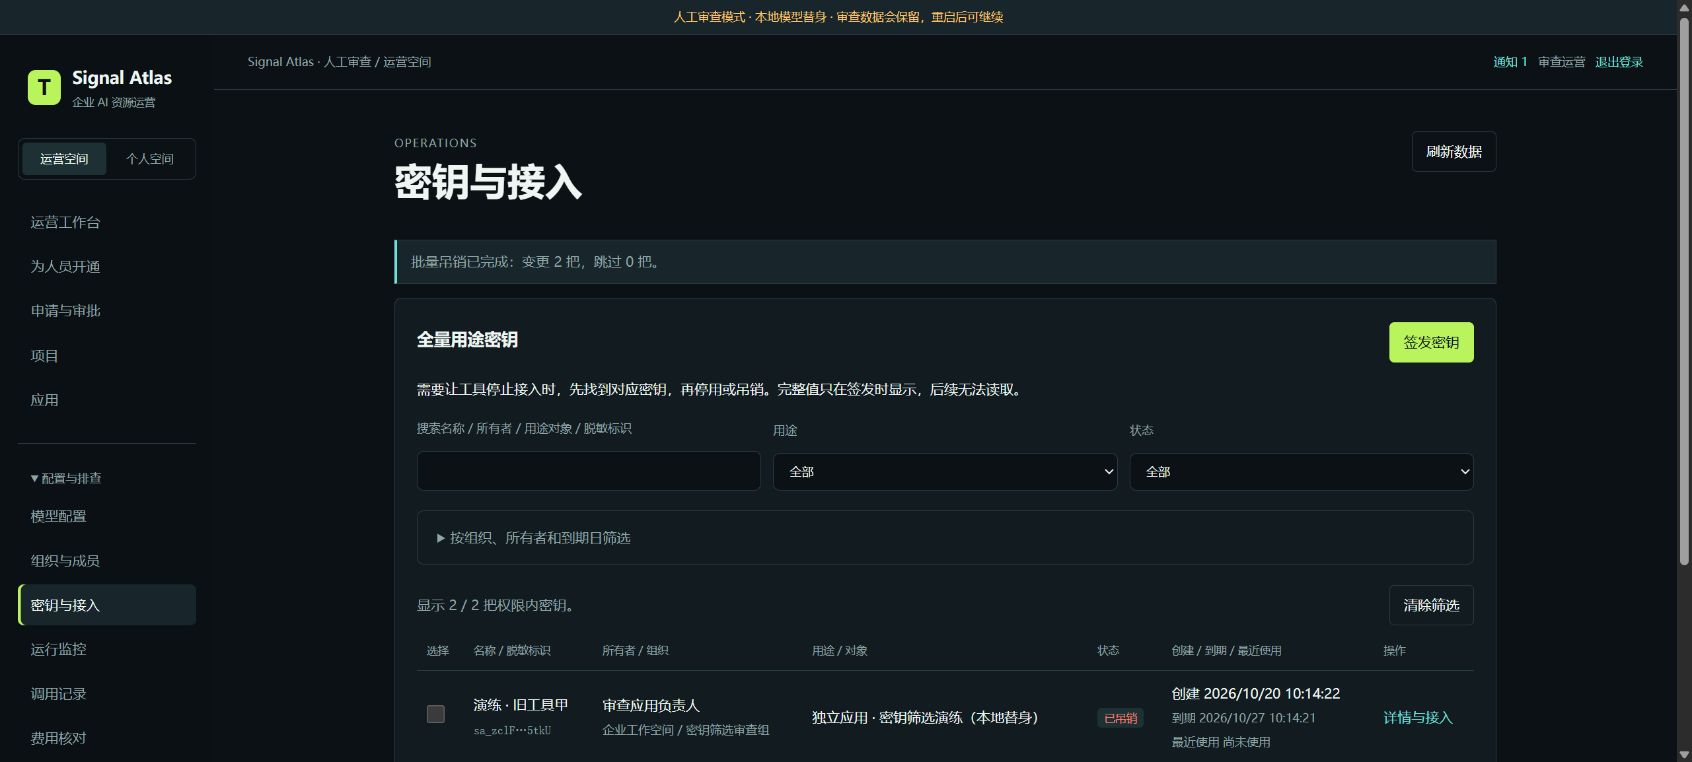 人工审查模式 · 本地模型替身 · 审查数据会保留，重启后可继续
T
Signal Atlas
企业 AI 资源运营
Signal Atlas · 人工审查 / 运营空间
通知 1 审查运营 退出登录
运营空间 个人空间
运营工作台
为人员开通
申请与审批
项目
应用
▼配置与排查
模型配置
组织与成员
密钥与接入
运行监控
调用记录
费用核对
OPERATIONS
密钥与接入
刷新数据
批量吊销已完成：变更 2 把，跳过 0 把。
全量用途密钥
签发密钥
需要让工具停止接入时，先找到对应密钥，再停用或吊销。完整值只在签发时显示，后续无法读取。
搜索名称 / 所有者 / 用途对象 / 脱敏标识 用途 状态
全部 全部
▶ 按组织、所有者和到期日筛选
显示 2 / 2 把权限内密钥。
清除筛选
选择 名称 / 脱敏标识 所有者 / 组织 用途 / 对象 状态 创建 / 到期 / 最近使用 操作
演练 · 旧工具甲
sa_zclF···5tkU
审查应用负责人
企业工作空间 / 密钥筛选审查组
独立应用 · 密钥筛选演练（本地替身）
已吊销
创建 2026/10/20 10:14:22
到期 2026/10/27 10:14:21
最近使用 尚未使用
详情与接入